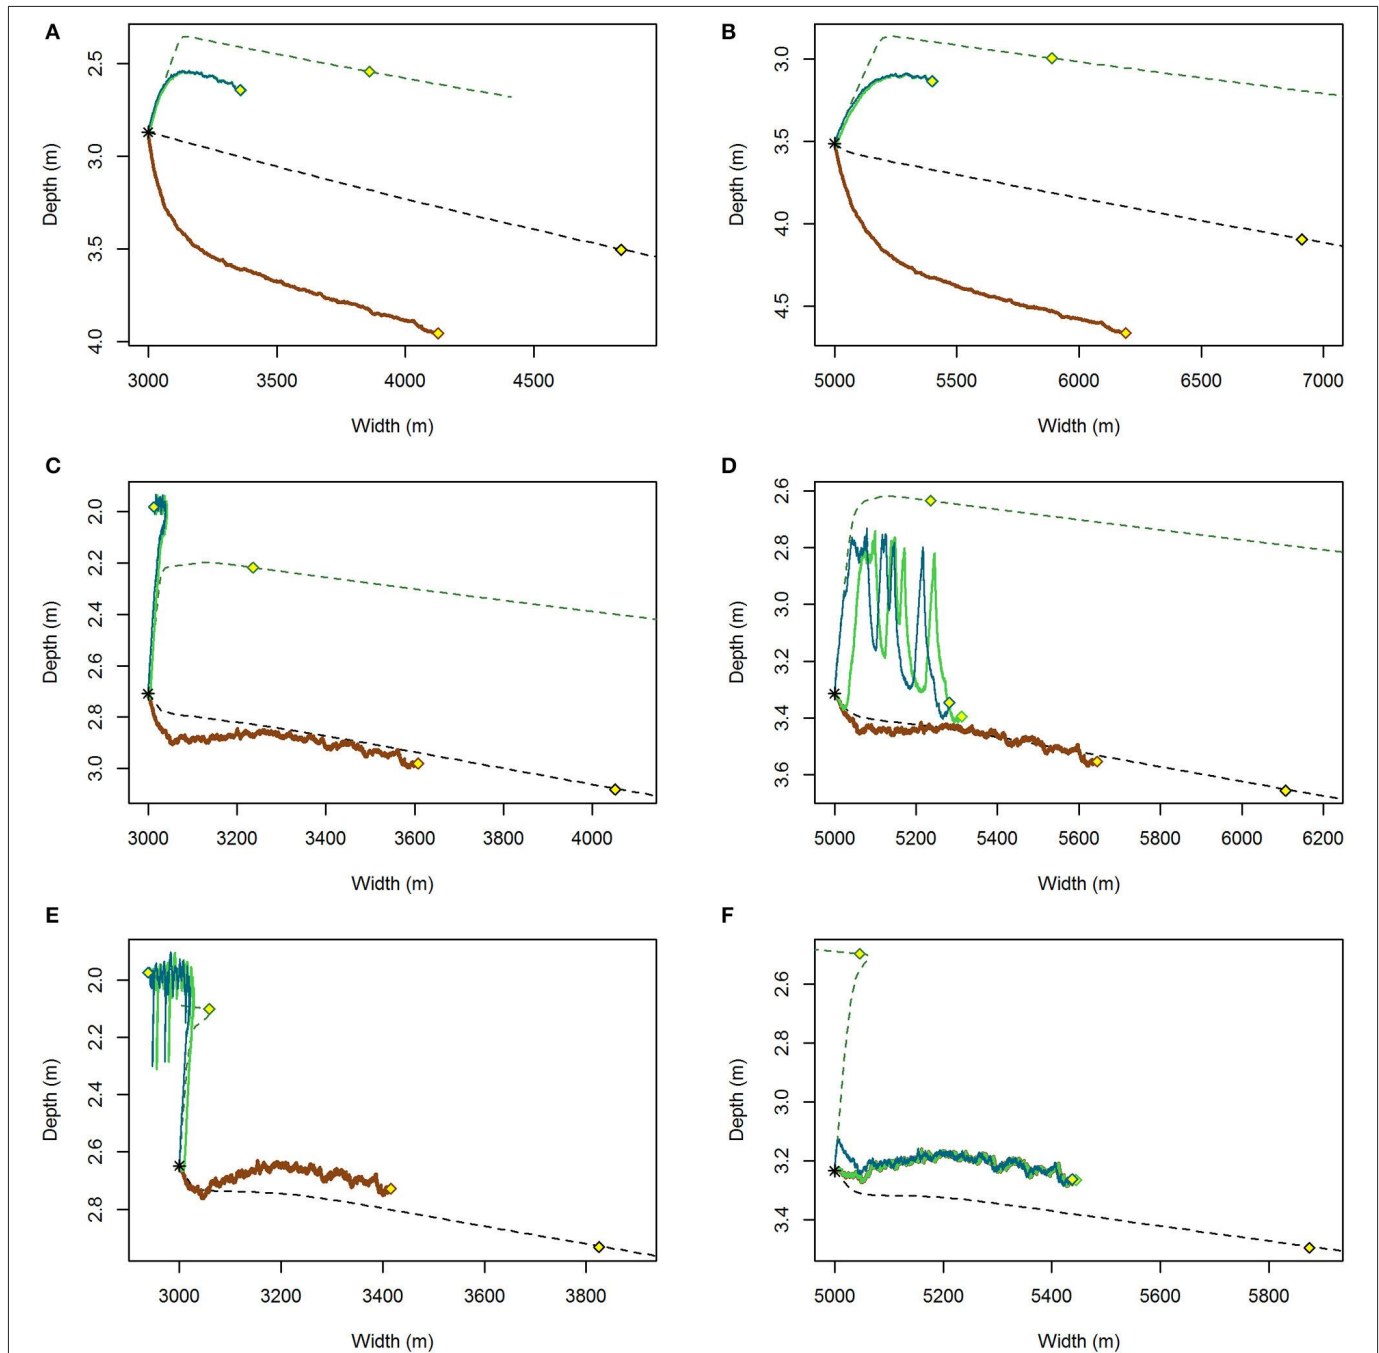 A
2.5
3.0
3.5
4.0
Depth (m)
3000 3500 4000 4500
Width (m)
B
3.0
3.5
4.0
4.5
Depth (m)
5000 5500 6000 6500 7000
Width (m)
C
2.0
2.2
2.4
2.6
2.8
3.0
Depth (m)
3000 3200 3400 3600 3800 4000
Width (m)
D
2.6
2.8
3.0
3.2
3.4
3.6
Depth (m)
5000 5200 5400 5600 5800 6000 6200
Width (m)
E
2.0
2.2
2.4
2.6
2.8
Depth (m)
3000 3200 3400 3600 3800
Width (m)
F
2.6
2.8
3.0
3.2
3.4
Depth (m)
5000 5200 5400 5600 5800
Width (m)